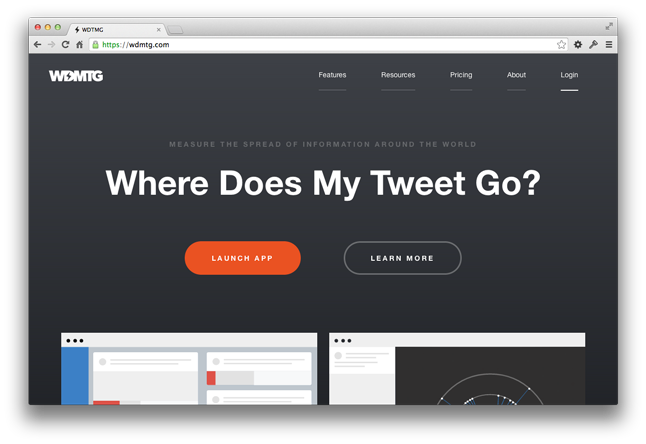 WDTMG
https://wdmtg.com
WDMTG
Features
Resources
Pricing
About
Login
MEASURE THE SPREAD OF INFORMATION AROUND THE WORLD
Where Does My Tweet Go?
LAUNCH APP
LEARN MORE